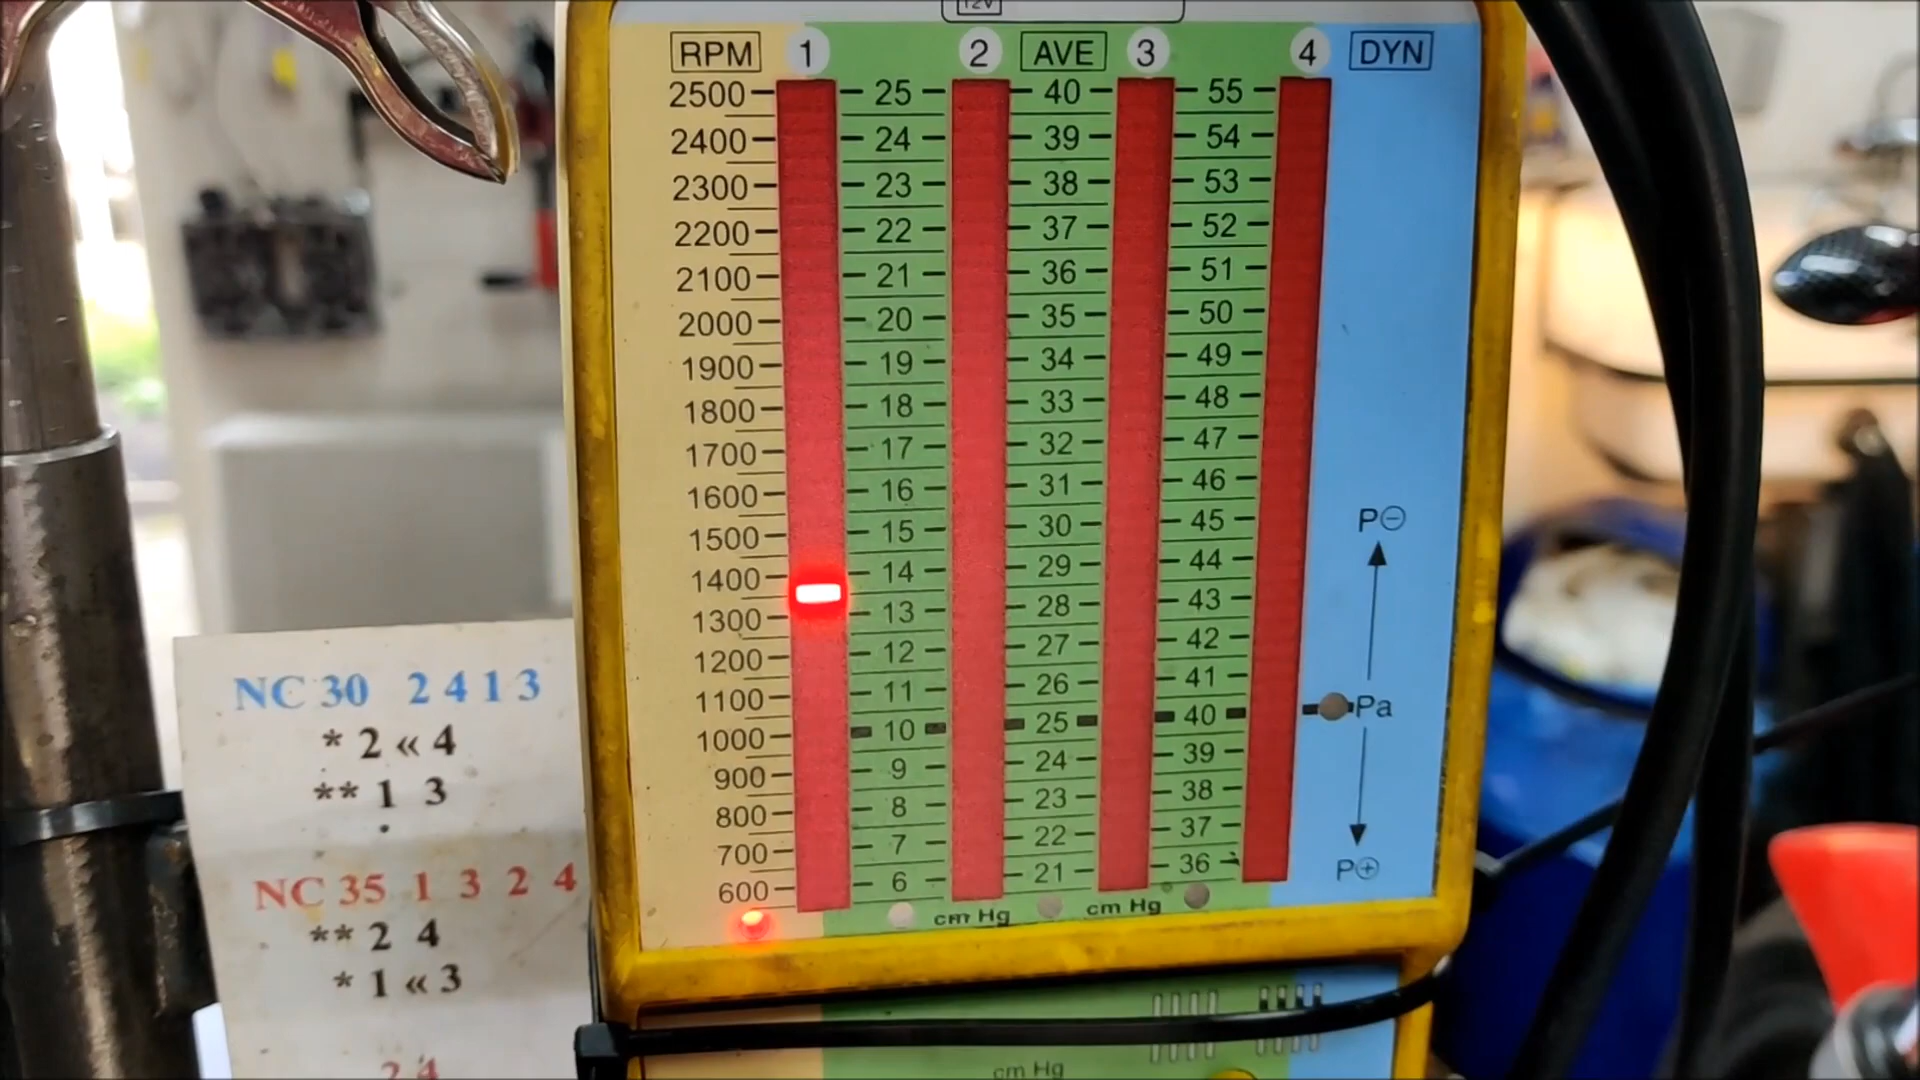 12V
RPM 1 2 AVE 3 4 DYN
2500 25 40 55
2400 24 39 54
2300 23 38 53
2200 22 37 52
2100 21 36 51
2000 20 35 50
1900 19 34 49
1800 18 33 48
1700 17 32 47
1600 16 31 46
1500 15 30 45
P⊖
1400 14 29 44
1300 13 28 43
1200 12 27 42
1100 11 26 41
1000 10 25 40 Pa
900 9 24 39
800 8 23 38
700 7 22 37
600 6 21 36 P⊕
cm Hg cm Hg
cm Hg
NC 30 2 4 1 3
* 2 « 4
** 1 3
NC 35 1 3 2 4
** 2 4
* 1 « 3
2 4